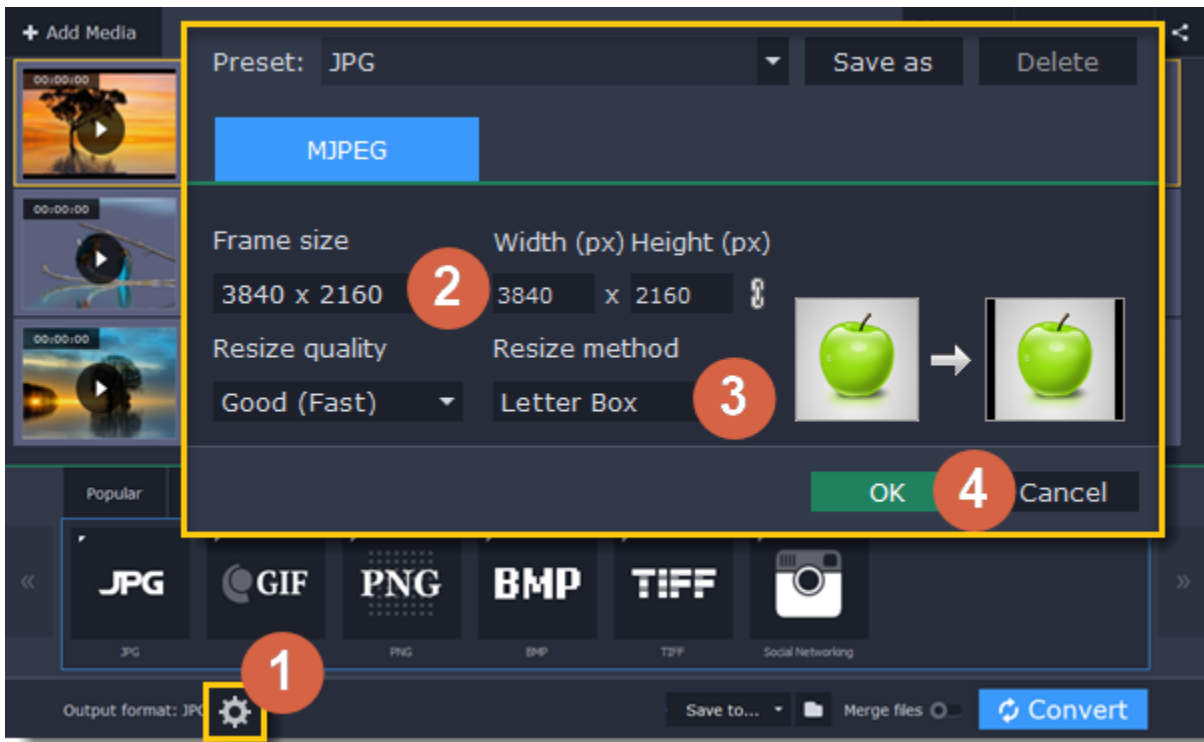 + Add Media
Preset: JPG Save as Delete
00:00:00
MJPEG
00:00:00
Frame size Width (px) Height (px)
3840 x 2160 2 3840 x 2160
00:00:00
Resize quality Resize method
Good (Fast) Letter Box 3
OK 4 Cancel
Popular
JPG GIF PNG BMP TIFF
JPG PNG BMP TIFF Social Networking
1
Output format: JPG Save to... Merge files Convert